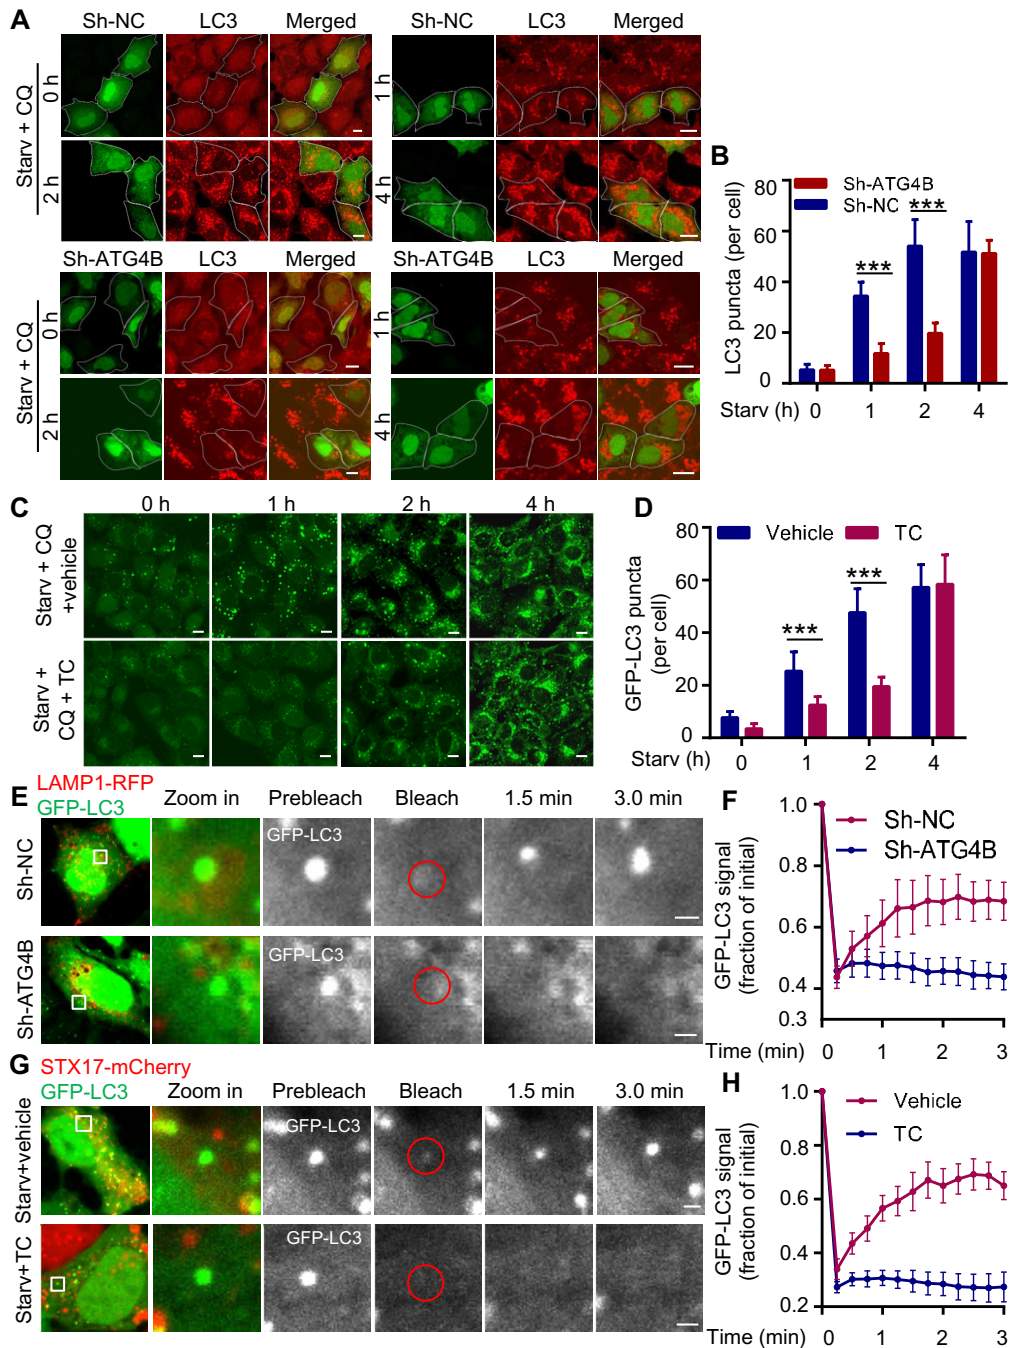 A
Sh-NC LC3 Merged Sh-NC LC3 Merged
Starv + CQ
0 h
2 h
1 h
4 h
Sh-ATG4B LC3 Merged Sh-ATG4B LC3 Merged
Starv + CQ
0 h
2 h
1 h
4 h
B
LC3 puncta (per cell)
80
60
40
20
0
Sh-ATG4B
Sh-NC
***
***
Starv (h) 0 1 2 4
C
0 h 1 h 2 h 4 h
Starv + CQ
+vehicle
Starv +
CQ + TC
D
GFP-LC3 puncta
(per cell)
80
60
40
20
0
Vehicle TC
***
***
Starv (h) 0 1 2 4
E
LAMP1-RFP
GFP-LC3 Zoom in Prebleach Bleach 1.5 min 3.0 min
Sh-NC
GFP-LC3
Sh-ATG4B
GFP-LC3
F
GFP-LC3 signal
(fraction of initial)
1.0
0.8
0.6
0.4
0.3
Sh-NC
Sh-ATG4B
Time (min) 0 1 2 3
G
STX17-mCherry
GFP-LC3 Zoom in Prebleach Bleach 1.5 min 3.0 min
Starv+vehicle
GFP-LC3
Starv+TC
GFP-LC3
H
GFP-LC3 signal
(fraction of initial)
1.0
0.8
0.6
0.4
0.2
Vehicle
TC
Time (min) 0 1 2 3